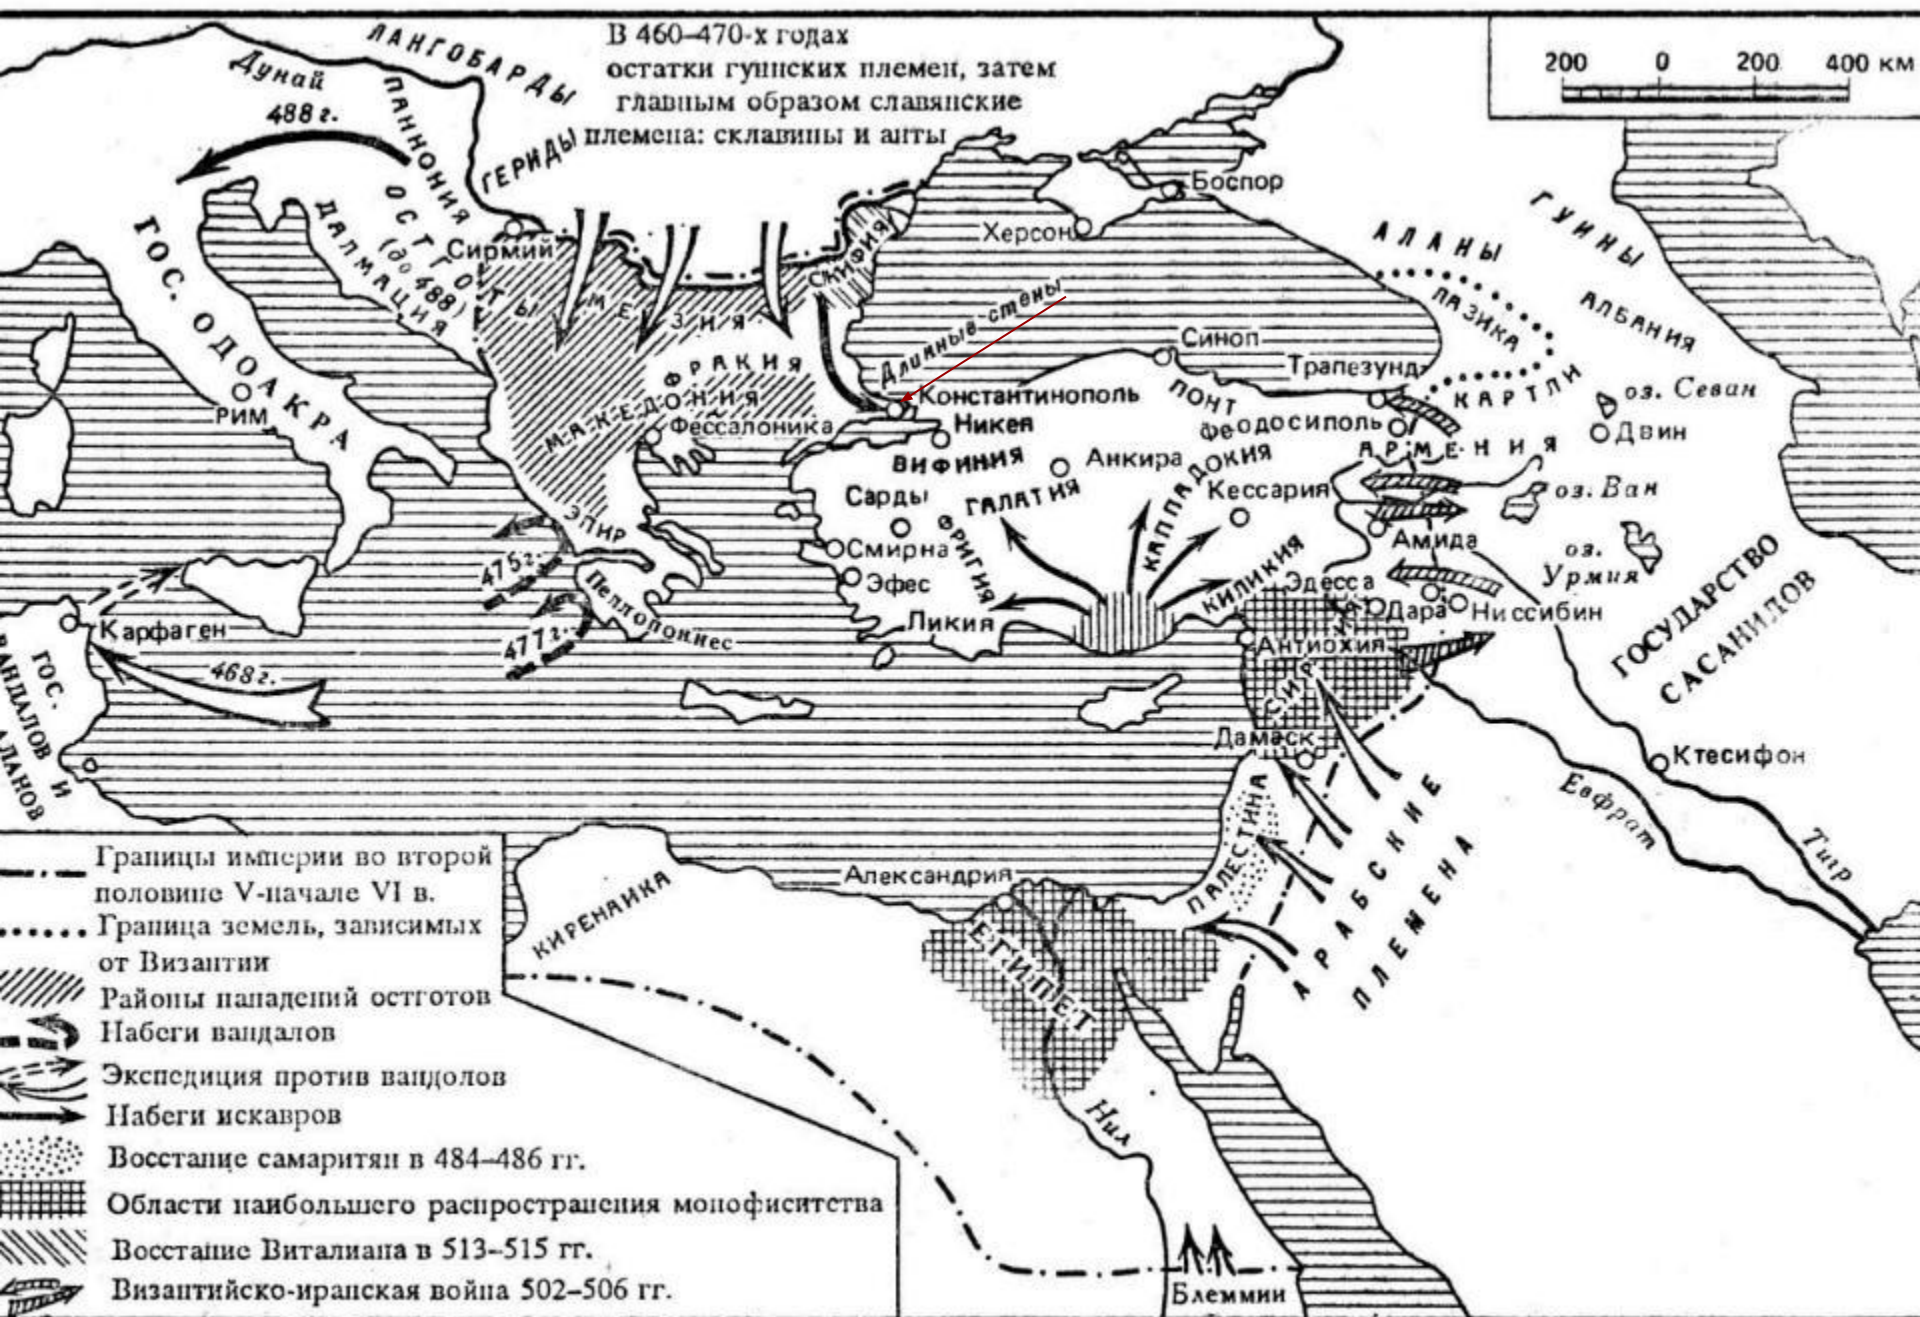 ЛАНГОБАРДЫ
В 460–470-х годах
остатки гуннских племен, затем
главным образом славянские
племена: склавины и анты
200 0 200 400 км
Дунай
488 г.
ПАННОНИЯ
ГЕПИДЫ
ОСТГОТЫ
(до 488)
ДАЛМАЦИЯ
Сирмий
ГОС. ОДОАКРА
РИМ
СКИФИЯ
МЕЗИЯ
ФРАКИЯ
МАКЕДОНИЯ
Фессалоника
ЭПИР
Пеллопоннес
475г.
477г.
468г.
Карфаген
ГОС.
ВАНДАЛОВ И
АЛАНОВ
Боспор
Херсон
Длинные стены
Константинополь
Никея
ВИФИНИЯ
Синоп
ПОНТ
Трапезунд
Феодосиполь
Анкира
Сарды
ГАЛАТИЯ
КАППАДОКИЯ
Кессария
Смирна
Эфес
ФРИГИЯ
Ликия
КИЛИКИЯ
АЛАНЫ
ГУННЫ
ЛАЗИКА
АЛБАНИЯ
КАРТЛИ
оз. Севан
Двин
АРМЕНИЯ
оз. Ван
Амида
оз.
Урмия
Эдесса
Дара
Ниссибин
Антиохия
СИРИЯ
Дамаск
ГОСУДАРСТВО
САСАНИДОВ
Ктесифон
Евфрат
Тигр
ПАЛЕСТИНА
АРАБСКИЕ
ПЛЕМЕНА
Александрия
КИРЕНАИКА
ЕГИПЕТ
Нил
Блеммии
Границы империи во второй
половине V-начале VI в.
Граница земель, зависимых
от Византии
Районы нападений остготов
Набеги вандалов
Экспедиция против вандолов
Набеги искавров
Восстание самаритян в 484–486 гг.
Области наибольшего распространения монофиситства
Восстание Виталиана в 513–515 гг.
Византийско-иранская война 502–506 гг.